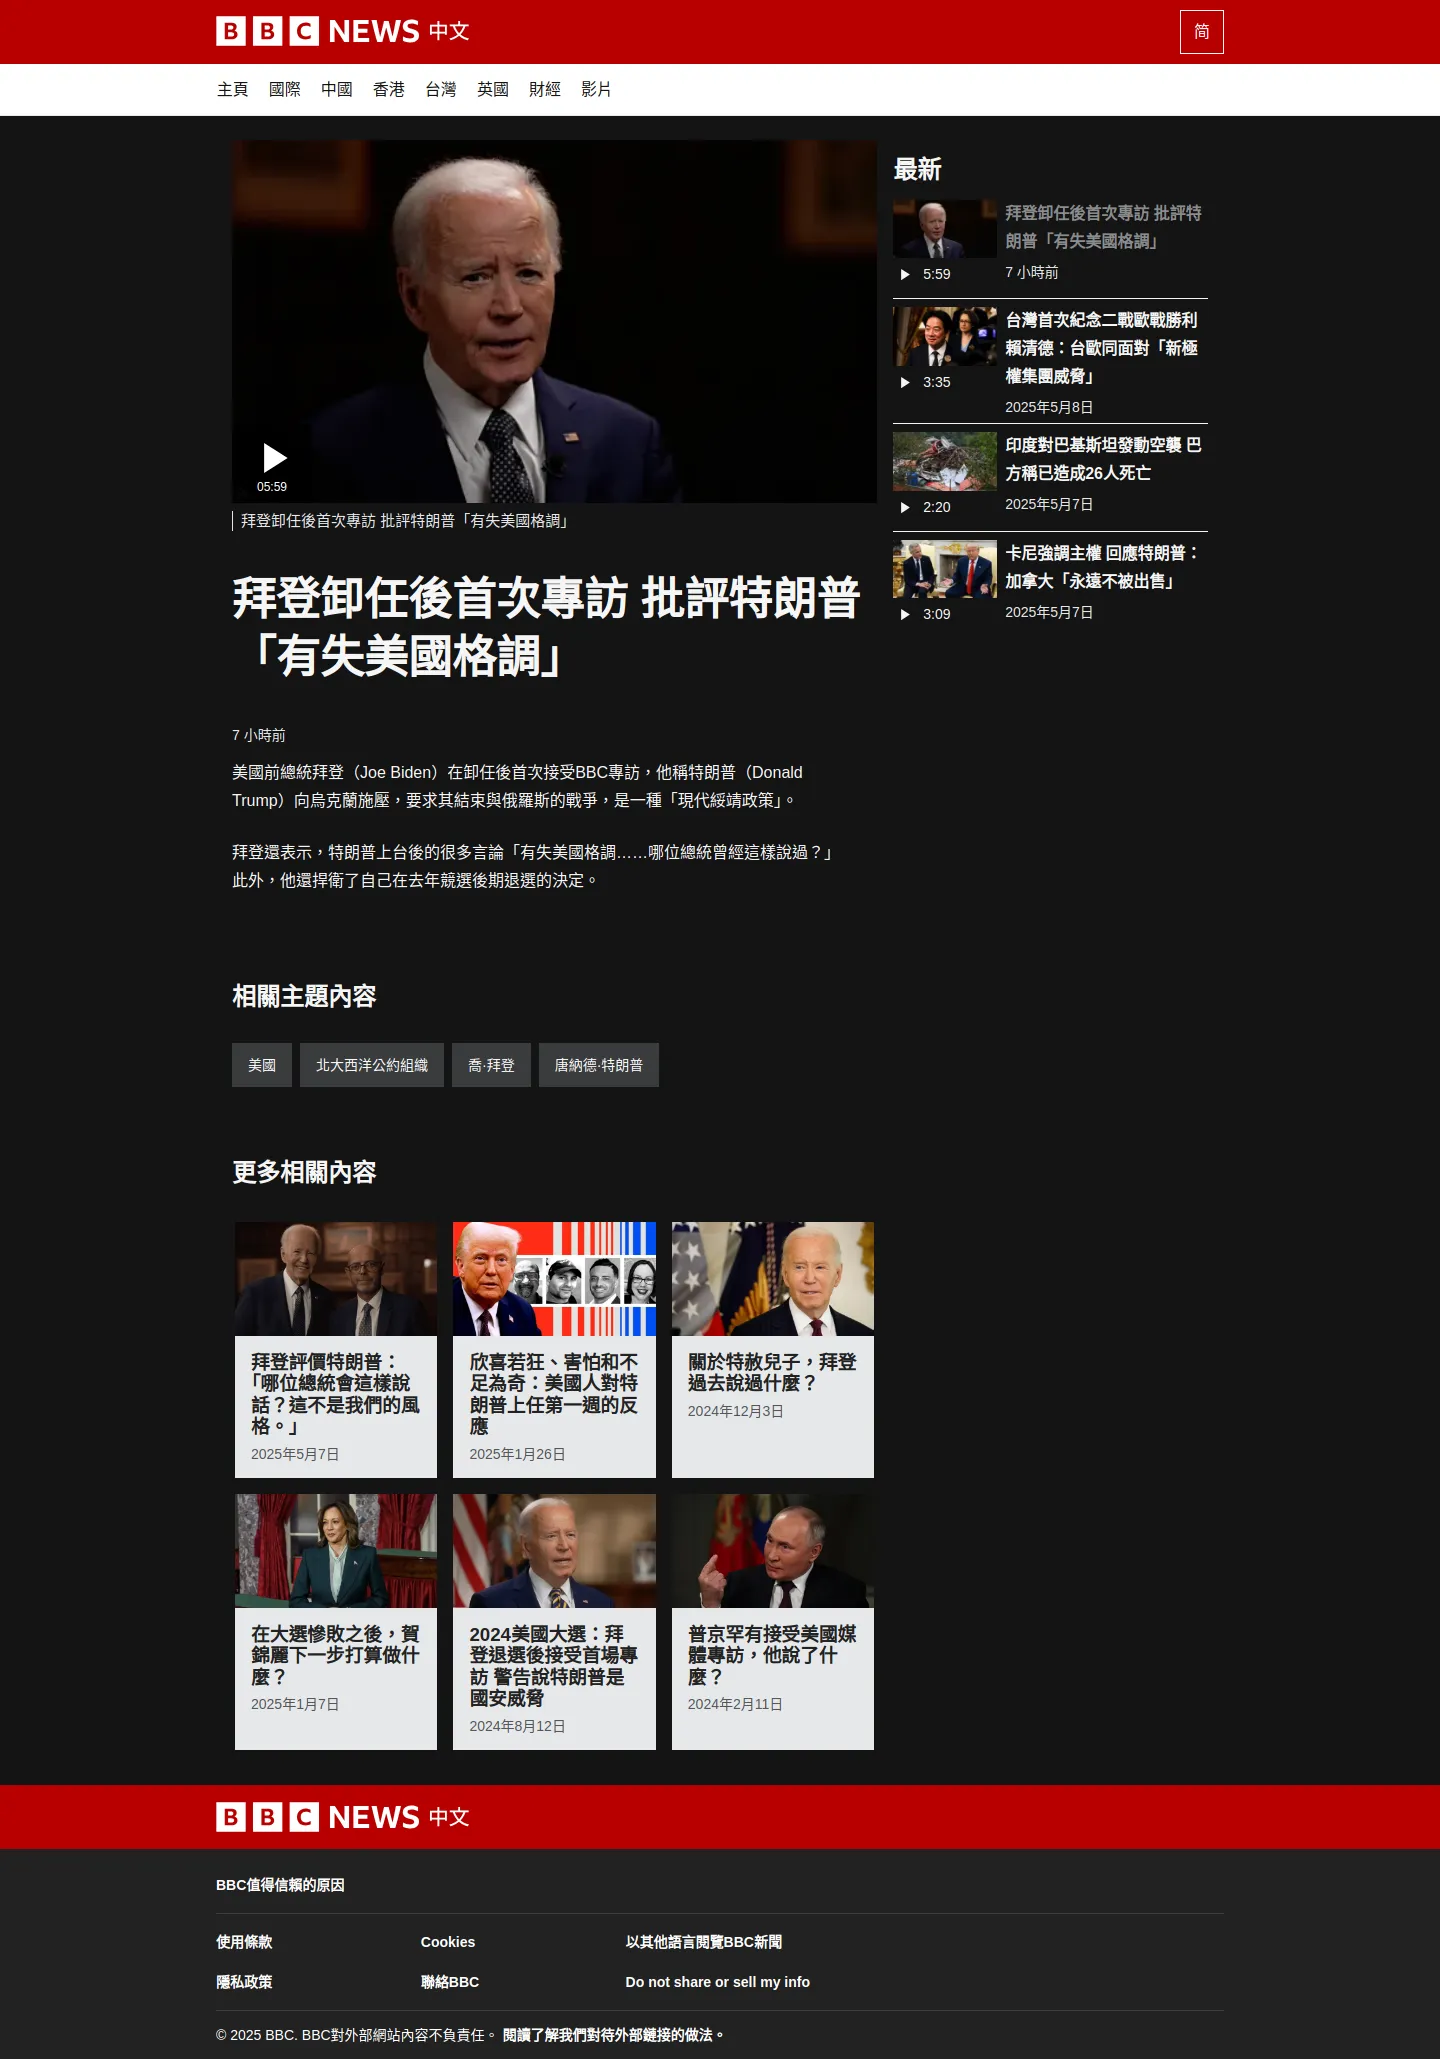 BBC NEWS 中文
简
主頁 國際 中國 香港 台灣 英國 財經 影片
05:59
拜登卸任後首次專訪 批評特朗普「有失美國格調」
拜登卸任後首次專訪 批評特朗普
「有失美國格調」
7 小時前
美國前總統拜登（Joe Biden）在卸任後首次接受BBC專訪，他稱特朗普（Donald
Trump）向烏克蘭施壓，要求其結束與俄羅斯的戰爭，是一種「現代綏靖政策」。
拜登還表示，特朗普上台後的很多言論「有失美國格調……哪位總統曾經這樣說過？」
此外，他還捍衛了自己在去年競選後期退選的決定。
最新
拜登卸任後首次專訪 批評特
朗普「有失美國格調」
5:59
7 小時前
台灣首次紀念二戰歐戰勝利
賴清德：台歐同面對「新極
權集團威脅」
3:35
2025年5月8日
印度對巴基斯坦發動空襲 巴
方稱已造成26人死亡
2:20
2025年5月7日
卡尼強調主權 回應特朗普：
加拿大「永遠不被出售」
3:09
2025年5月7日
相關主題內容
美國 北大西洋公約組織 喬·拜登 唐納德·特朗普
更多相關內容
拜登評價特朗普：
「哪位總統會這樣說
話？這不是我們的風
格。」
2025年5月7日
欣喜若狂、害怕和不
足為奇：美國人對特
朗普上任第一週的反
應
2025年1月26日
關於特赦兒子，拜登
過去說過什麼？
2024年12月3日
在大選慘敗之後，賀
錦麗下一步打算做什
麼？
2025年1月7日
2024美國大選：拜
登退選後接受首場專
訪 警告說特朗普是
國安威脅
2024年8月12日
普京罕有接受美國媒
體專訪，他說了什
麼？
2024年2月11日
BBC NEWS 中文
BBC值得信賴的原因
使用條款 Cookies 以其他語言閱覽BBC新聞
隱私政策 聯絡BBC Do not share or sell my info
© 2025 BBC. BBC對外部網站內容不負責任。 閱讀了解我們對待外部鏈接的做法。